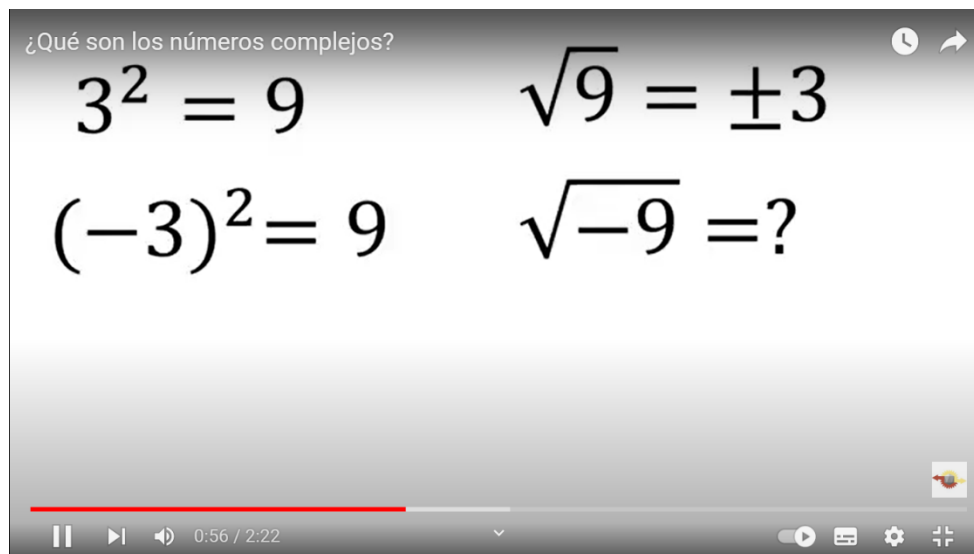 ¿Qué son los números complejos?
3² = 9
√9 = ±3
(−3)² = 9
√−9 =?
0:56 / 2:22